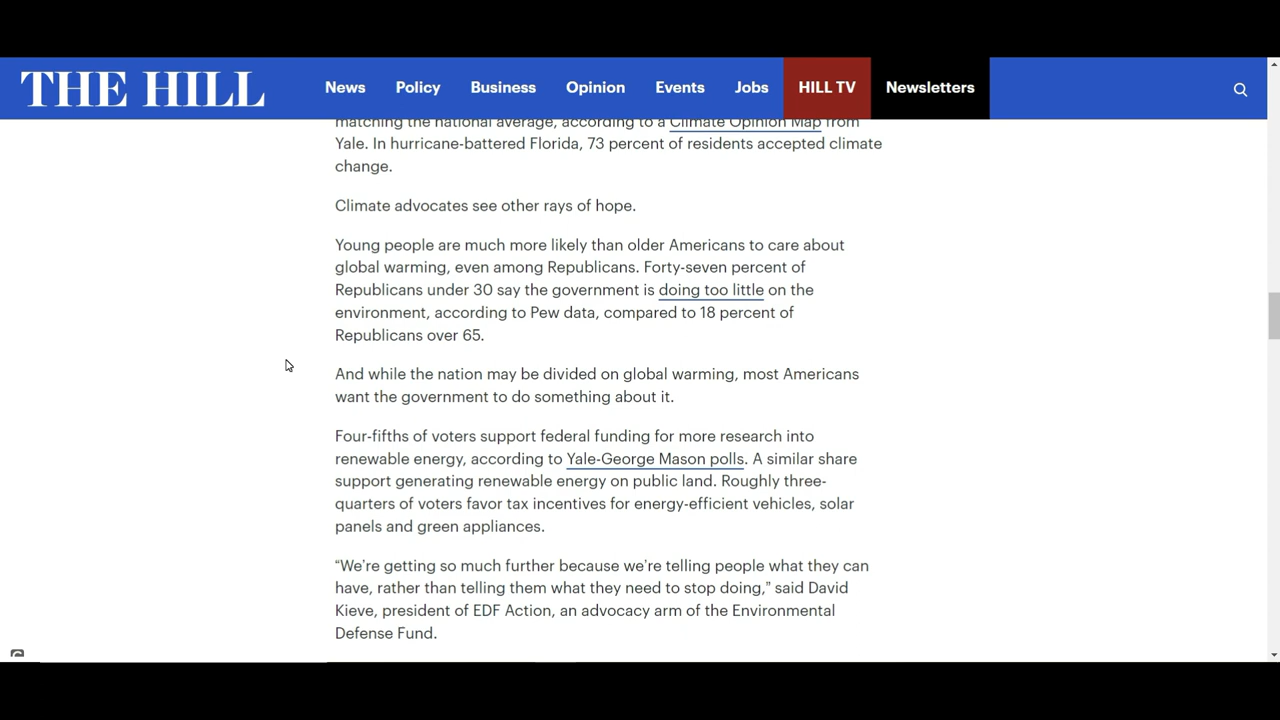 THE HILL
News Policy Business Opinion Events Jobs HILL TV Newsletters
matching the national average, according to a Climate Opinion Map from
Yale. In hurricane-battered Florida, 73 percent of residents accepted climate
change.
Climate advocates see other rays of hope.
Young people are much more likely than older Americans to care about
global warming, even among Republicans. Forty-seven percent of
Republicans under 30 say the government is doing too little on the
environment, according to Pew data, compared to 18 percent of
Republicans over 65.
And while the nation may be divided on global warming, most Americans
want the government to do something about it.
Four-fifths of voters support federal funding for more research into
renewable energy, according to Yale-George Mason polls. A similar share
support generating renewable energy on public land. Roughly three-
quarters of voters favor tax incentives for energy-efficient vehicles, solar
panels and green appliances.
“We’re getting so much further because we’re telling people what they can
have, rather than telling them what they need to stop doing,” said David
Kieve, president of EDF Action, an advocacy arm of the Environmental
Defense Fund.